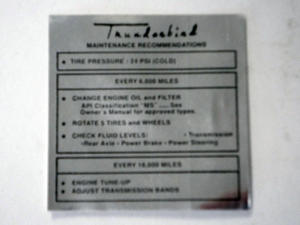 Thunderbird
MAINTENANCE RECOMMENDATIONS
• TIRE PRESSURE : 24 PSI (COLD)
EVERY 6,000 MILES
• CHANGE ENGINE OIL and FILTER
API Classification "MS" ..... See
Owner's Manual for approved types.
• ROTATE 5 TIRES and WHEELS
• CHECK FLUID LEVELS: • Transmission
•Rear Axle • Power Brake • Power Steering
EVERY 18,000 MILES
• ENGINE TUNE-UP
• ADJUST TRANSMISSION BANDS